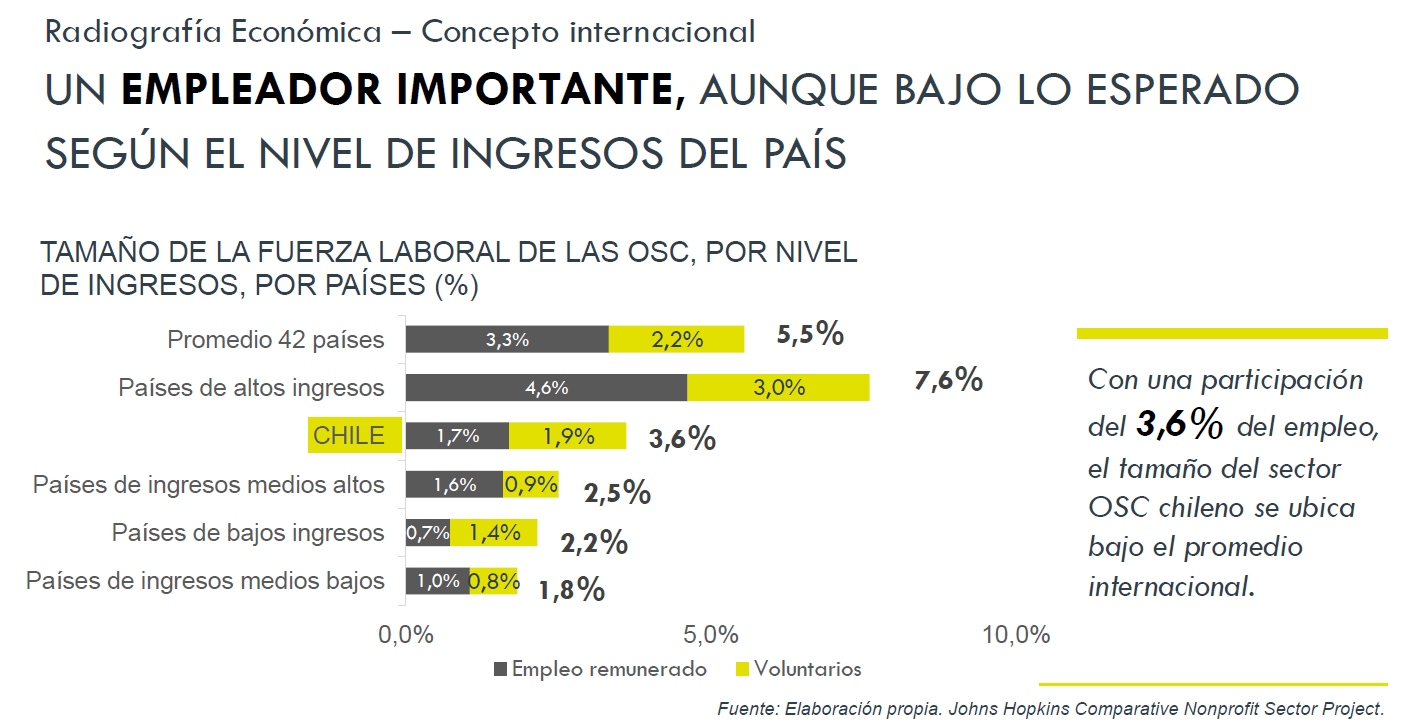 Radiografía Económica – Concepto internacional
UN EMPLEADOR IMPORTANTE, AUNQUE BAJO LO ESPERADO
SEGÚN EL NIVEL DE INGRESOS DEL PAÍS
TAMAÑO DE LA FUERZA LABORAL DE LAS OSC, POR NIVEL
DE INGRESOS, POR PAÍSES (%)
Promedio 42 países 3,3% 2,2% 5,5%
Países de altos ingresos 4,6% 3,0% 7,6%
CHILE 1,7% 1,9% 3,6%
Países de ingresos medios altos 1,6% 0,9% 2,5%
Países de bajos ingresos 0,7% 1,4% 2,2%
Países de ingresos medios bajos 1,0% 0,8% 1,8%
0,0% 5,0% 10,0%
Empleo remunerado Voluntarios
Con una participación
del 3,6% del empleo,
el tamaño del sector
OSC chileno se ubica
bajo el promedio
internacional.
Fuente: Elaboración propia. Johns Hopkins Comparative Nonprofit Sector Project.